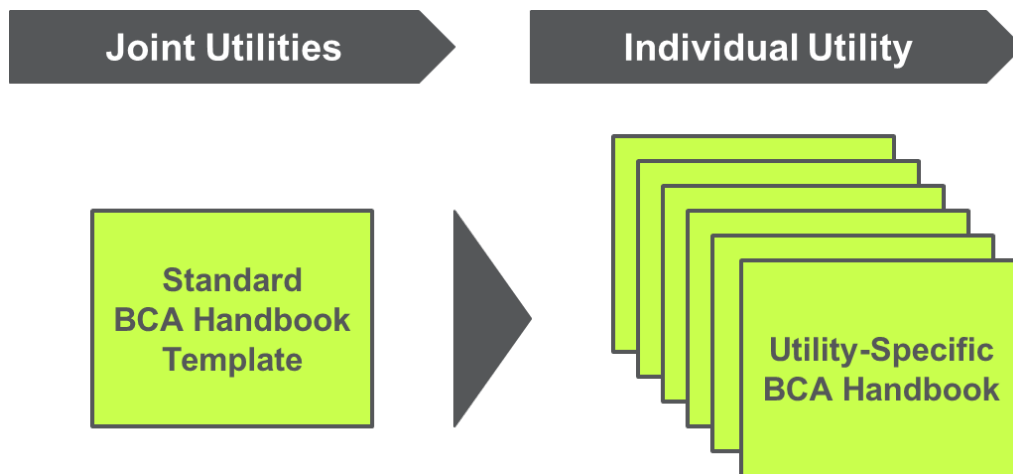 Joint Utilities
Individual Utility
Standard
BCA Handbook
Template
Utility-Specific
BCA Handbook